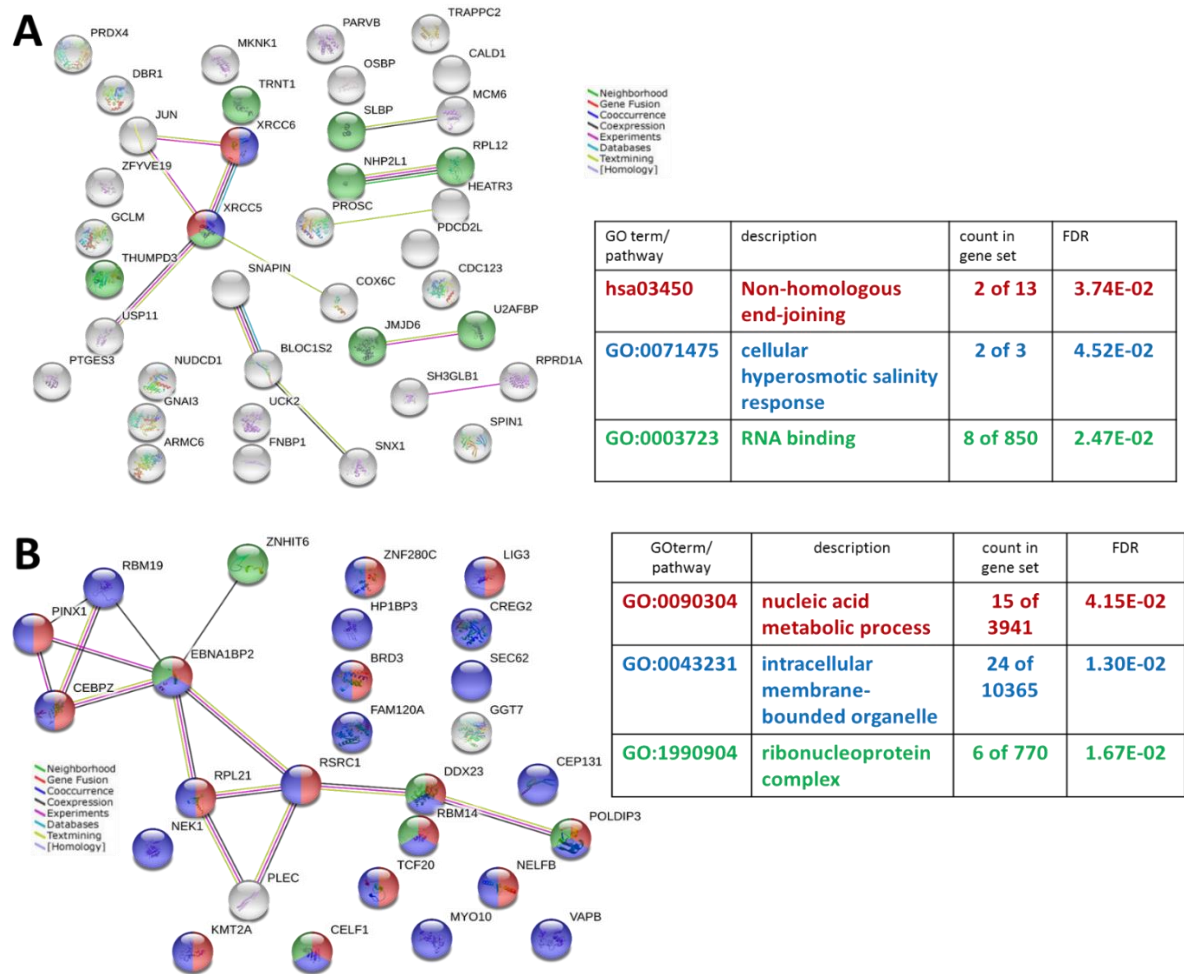 A
PRDX4
DBR1
JUN
MKNK1
TRNT1
XRCC6
PARVB
OSBP
SLBP
TRAPPC2
CALD1
MCM6
ZFYVE19
NHP2L1
RPL12
HEATR3
GCLM
XRCC5
PROSC
PDCD2L
THUMPD3
SNAPIN
COX6C
CDC123
USP11
BLOC1S2
JMJD6
U2AFBP
PTGES3
NUDCD1
GNAI3
ARMC6
UCK2
FNBP1
SNX1
SH3GLB1
RPRD1A
SPIN1
Neighborhood
Gene Fusion
Cooccurrence
Coexpression
Experiments
Databases
Textmining
[Homology]
GO term/ description count in FDR
pathway gene set
hsa03450 Non-homologous 2 of 13 3.74E-02
end-joining
GO:0071475 cellular 2 of 3 4.52E-02
hyperosmotic salinity
response
GO:0003723 RNA binding 8 of 850 2.47E-02
B
RBM19
ZNHIT6
PINX1
EBNA1BP2
CEBPZ
ZNF280C
LIG3
HP1BP3
CREG2
BRD3
SEC62
FAM120A
GGT7
RPL21
RSRC1
DDX23
CEP131
NEK1
RBM14
POLDIP3
PLEC
TCF20
NELFB
KMT2A
CELF1
MYO10
VAPB
Neighborhood
Gene Fusion
Cooccurrence
Coexpression
Experiments
Databases
Textmining
[Homology]
GOterm/ description count in FDR
pathway gene set
GO:0090304 nucleic acid 15 of 4.15E-02
metabolic process 3941
GO:0043231 intracellular 24 of 1.30E-02
membrane- 10365
bounded organelle
GO:1990904 ribonucleoprotein 6 of 770 1.67E-02
complex